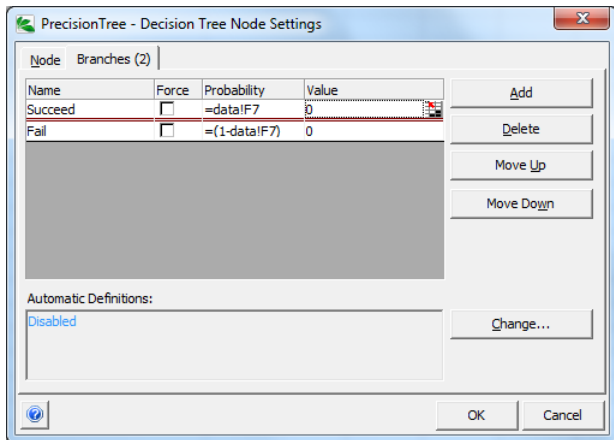 PrecisionTree - Decision Tree Node Settings
Node Branches (2)
Name Force Probability Value
Succeed =data!F7 0
Fail =(1-data!F7) 0
Add
Delete
Move Up
Move Down
Automatic Definitions:
Disabled
Change...
OK Cancel